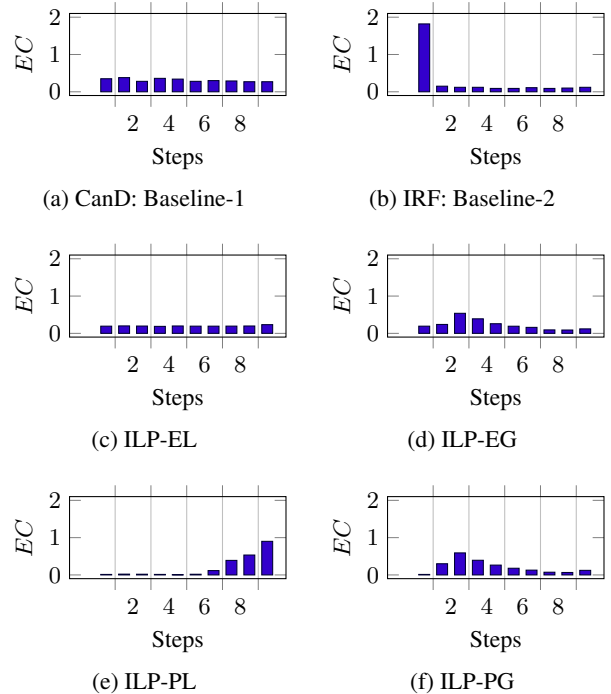 2
1
0
EC
2 4 6 8
Steps
(a) CanD: Baseline-1
2
1
0
EC
2 4 6 8
Steps
(b) IRF: Baseline-2
2
1
0
EC
2 4 6 8
Steps
(c) ILP-EL
2
1
0
EC
2 4 6 8
Steps
(d) ILP-EG
2
1
0
EC
2 4 6 8
Steps
(e) ILP-PL
2
1
0
EC
2 4 6 8
Steps
(f) ILP-PG